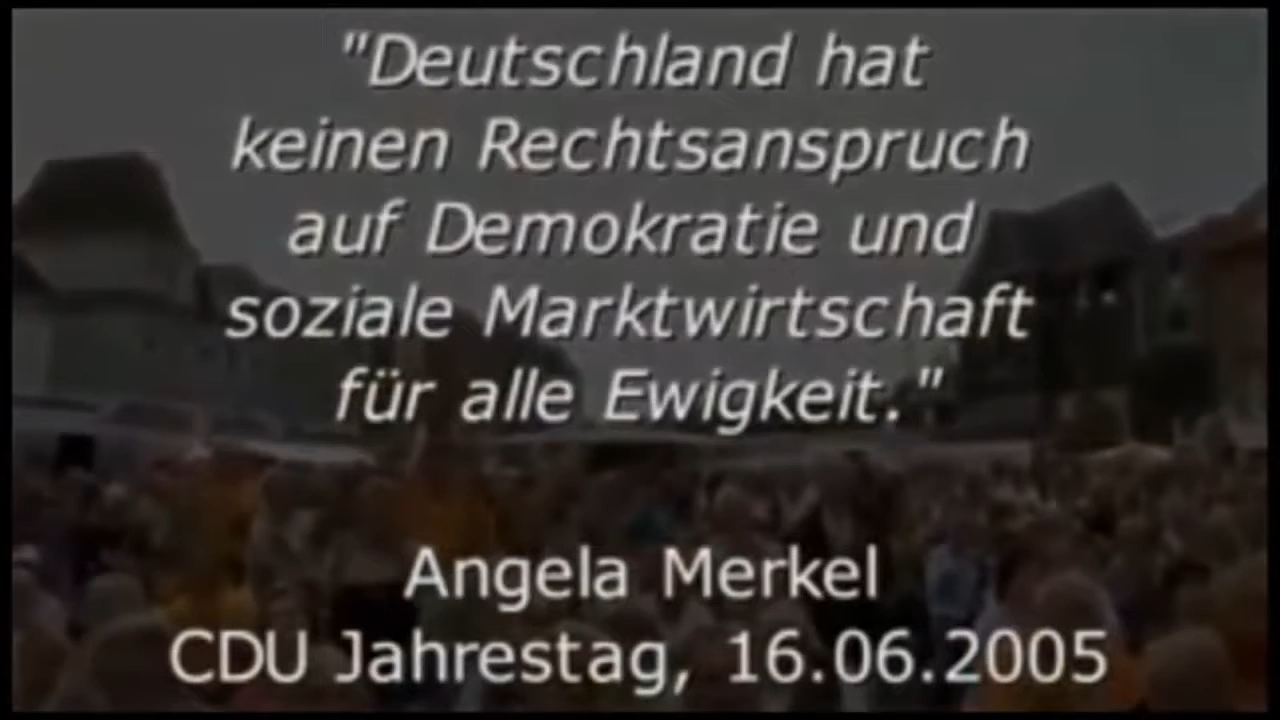 "Deutschland hat
keinen Rechtsanspruch
auf Demokratie und
soziale Marktwirtschaft
für alle Ewigkeit."
Angela Merkel
CDU Jahrestag, 16.06.2005